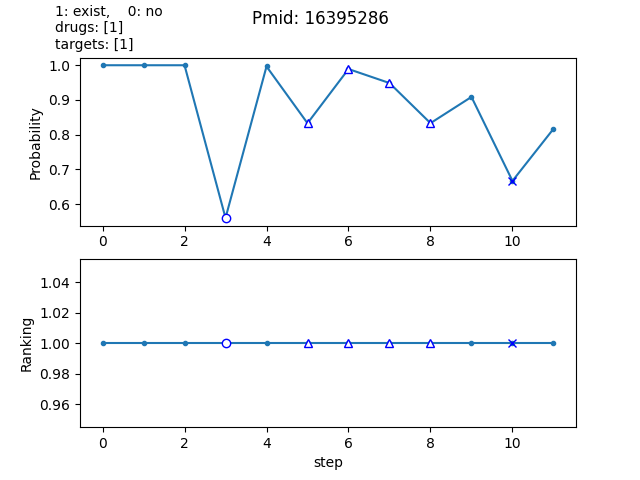 1: exist,    0: no
drugs: [1]
targets: [1]
Pmid: 16395286
1.0
0.9
0.8
0.7
0.6
Probability
0 2 4 6 8 10
1.04
1.02
1.00
0.98
0.96
Ranking
0 2 4 6 8 10
step